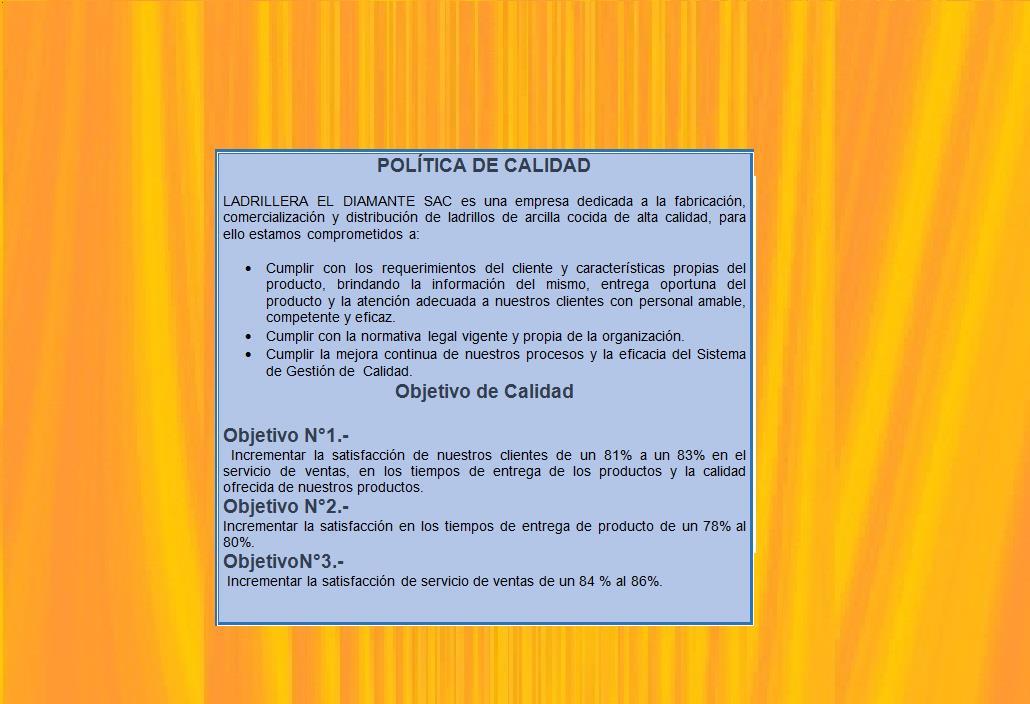 POLÍTICA DE CALIDAD
LADRILLERA EL DIAMANTE SAC es una empresa dedicada a la fabricación,
comercialización y distribución de ladrillos de arcilla cocida de alta calidad, para
ello estamos comprometidos a:
• Cumplir con los requerimientos del cliente y características propias del
producto, brindando la información del mismo, entrega oportuna del
producto y la atención adecuada a nuestros clientes con personal amable,
competente y eficaz.
• Cumplir con la normativa legal vigente y propia de la organización.
• Cumplir la mejora continua de nuestros procesos y la eficacia del Sistema
de Gestión de Calidad.
Objetivo de Calidad
Objetivo N°1.-
Incrementar la satisfacción de nuestros clientes de un 81% a un 83% en el
servicio de ventas, en los tiempos de entrega de los productos y la calidad
ofrecida de nuestros productos.
Objetivo N°2.-
Incrementar la satisfacción en los tiempos de entrega de producto de un 78% al
80%.
ObjetivoN°3.-
Incrementar la satisfacción de servicio de ventas de un 84 % al 86%.